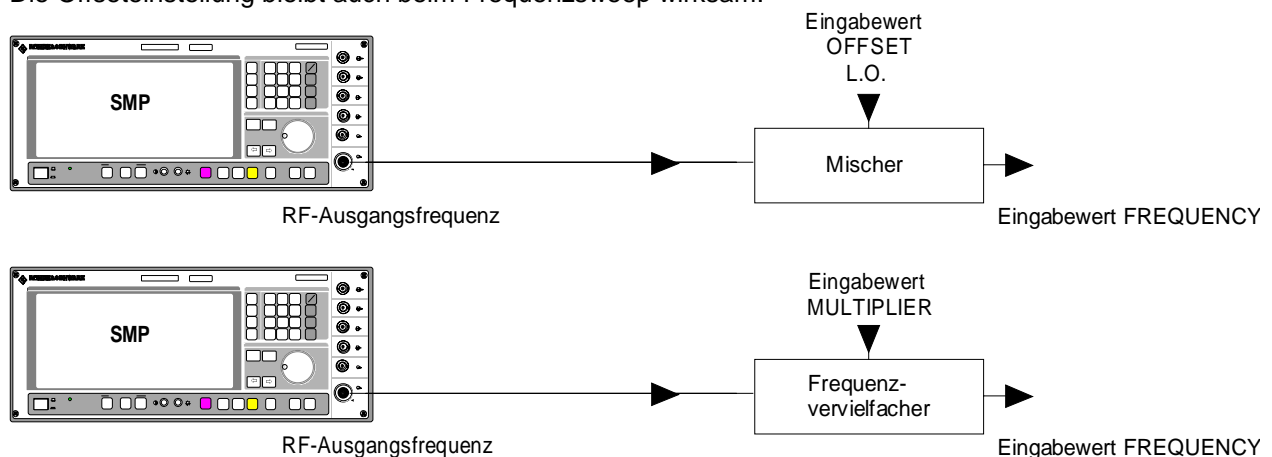 Die Offseteinstellung bleibt auch beim Frequenzsweep wirksam.
Eingabewert
OFFSET
L.O.
SMP
Mischer
RF-Ausgangsfrequenz
Eingabewert FREQUENCY
Eingabewert
MULTIPLIER
SMP
Frequenz-
vervielfacher
RF-Ausgangsfrequenz
Eingabewert FREQUENCY